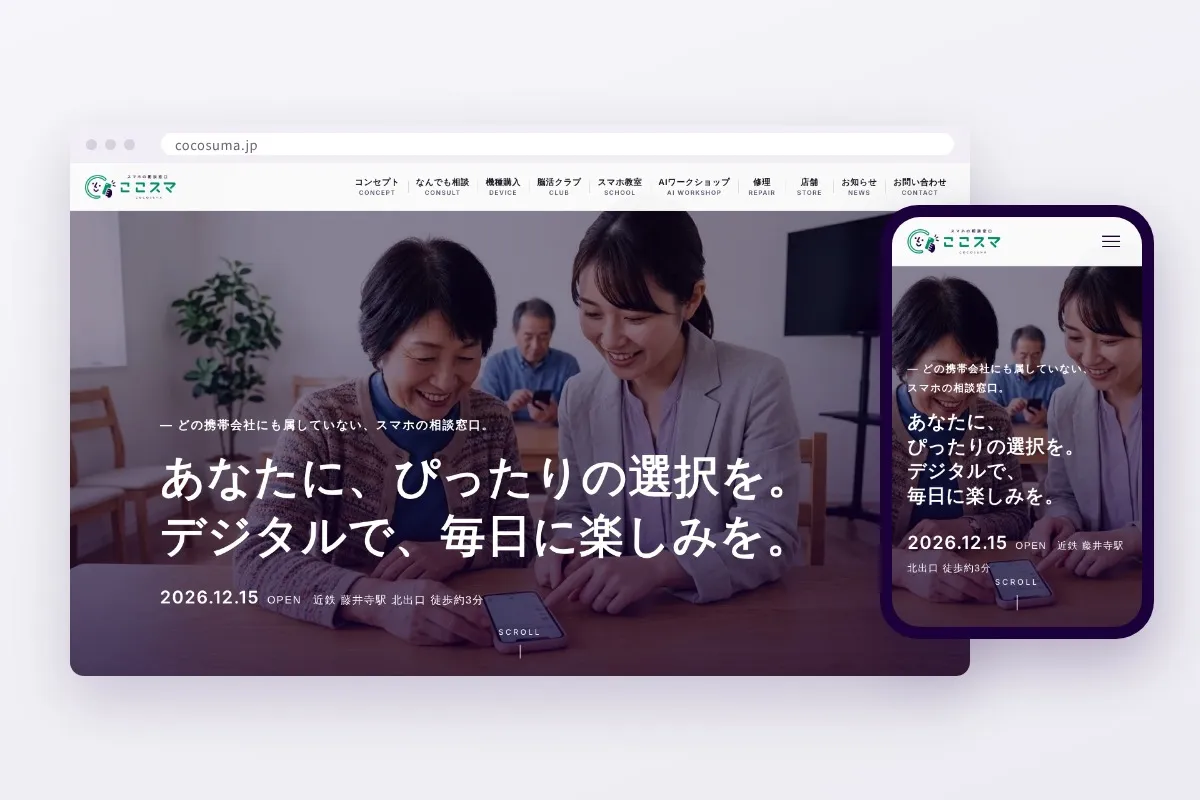 cocosuma.jp
スマホの相談窓口
ここスマ
COCOSUMA
コンセプト なんでも相談 機種購入 脳活クラブ スマホ教室 AIワークショップ 修理 店舗 お知らせ お問い合わせ
CONCEPT CONSULT DEVICE CLUB SCHOOL AI WORKSHOP REPAIR STORE NEWS CONTACT
— どの携帯会社にも属していない、スマホの相談窓口。
あなたに、ぴったりの選択を。
デジタルで、毎日に楽しみを。
2026.12.15 OPEN 近鉄 藤井寺駅 北出口 徒歩約3分
SCROLL
スマホの相談窓口
ここスマ
COCOSUMA
— どの携帯会社にも属していない、
スマホの相談窓口。
あなたに、
ぴったりの選択を。
デジタルで、
毎日に楽しみを。
2026.12.15 OPEN 近鉄 藤井寺駅
北出口 徒歩約3分
SCROLL